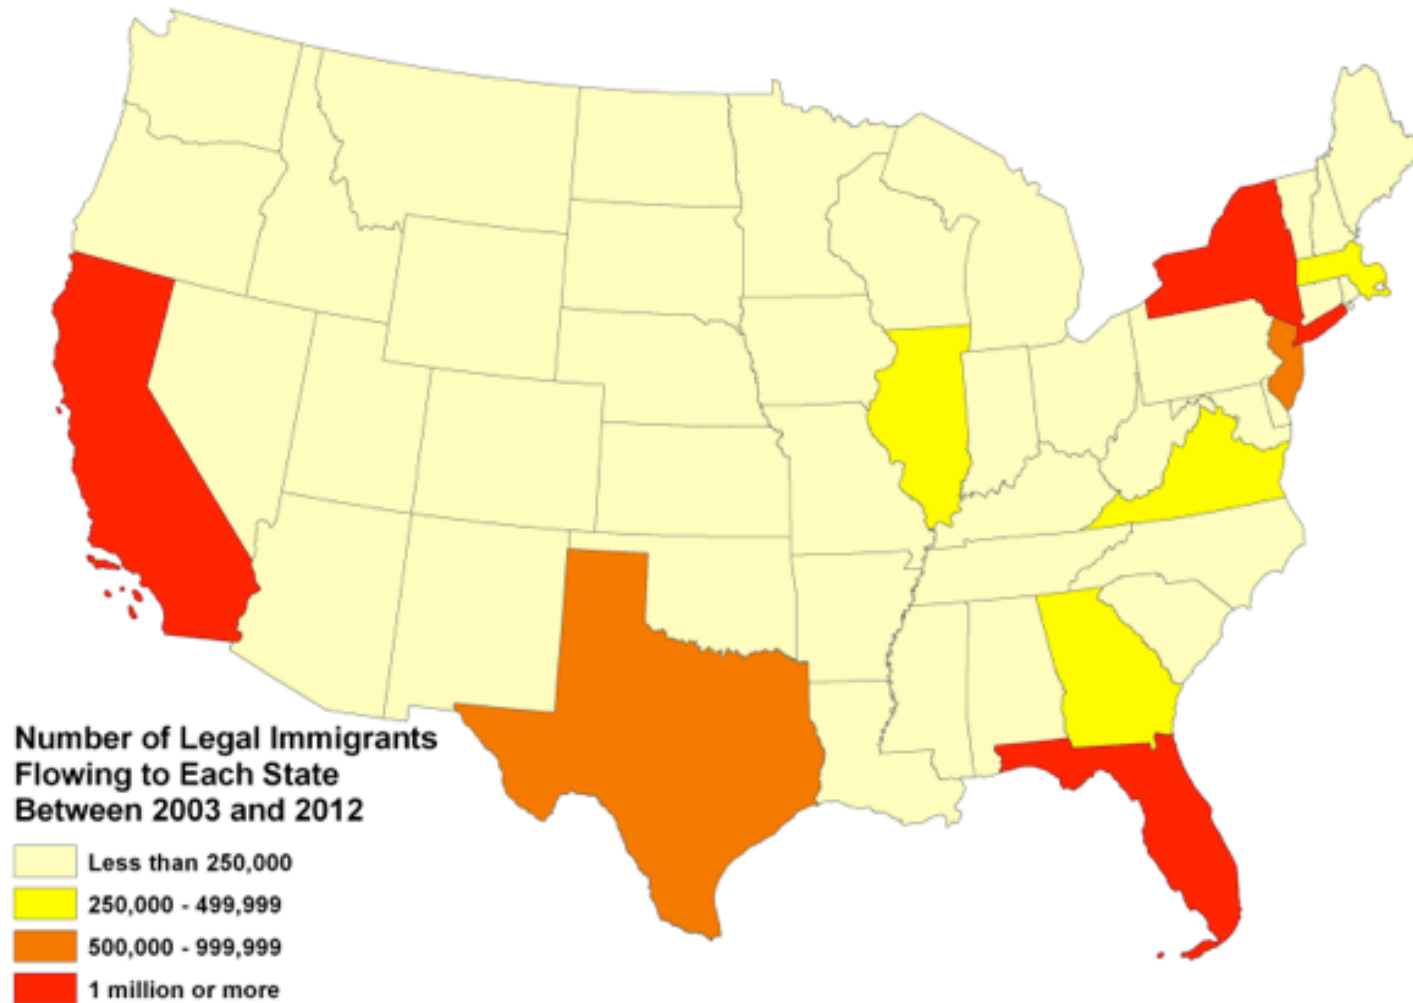 Number of Legal Immigrants
Flowing to Each State
Between 2003 and 2012
Less than 250,000
250,000 - 499,999
500,000 - 999,999
1 million or more